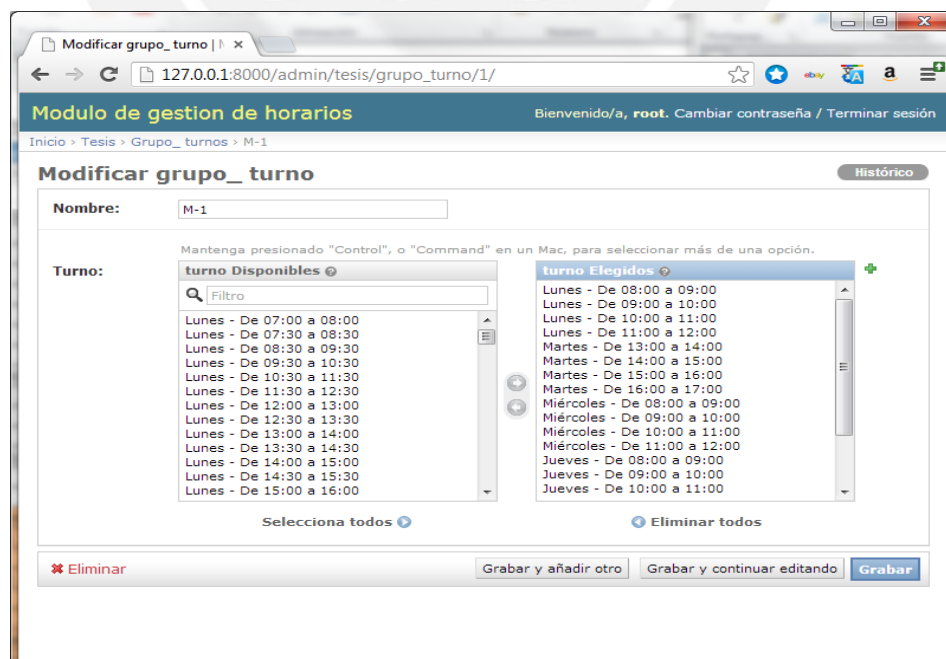 Modificar grupo_ turno |
127.0.0.1:8000/admin/tesis/grupo_turno/1/
ebay
a
Modulo de gestion de horarios
Bienvenido/a, root. Cambiar contraseña / Terminar sesión
Inicio › Tesis › Grupo_ turnos › M-1
Modificar grupo_ turno
Histórico
Nombre:
M-1
Mantenga presionado "Control", o "Command" en un Mac, para seleccionar más de una opción.
Turno:
turno Disponibles
Filtro
Lunes - De 07:00 a 08:00
Lunes - De 07:30 a 08:30
Lunes - De 08:30 a 09:30
Lunes - De 09:30 a 10:30
Lunes - De 10:30 a 11:30
Lunes - De 11:30 a 12:30
Lunes - De 12:00 a 13:00
Lunes - De 12:30 a 13:30
Lunes - De 13:00 a 14:00
Lunes - De 13:30 a 14:30
Lunes - De 14:00 a 15:00
Lunes - De 14:30 a 15:30
Lunes - De 15:00 a 16:00
Selecciona todos
turno Elegidos
Lunes - De 08:00 a 09:00
Lunes - De 09:00 a 10:00
Lunes - De 10:00 a 11:00
Lunes - De 11:00 a 12:00
Martes - De 13:00 a 14:00
Martes - De 14:00 a 15:00
Martes - De 15:00 a 16:00
Martes - De 16:00 a 17:00
Miércoles - De 08:00 a 09:00
Miércoles - De 09:00 a 10:00
Miércoles - De 10:00 a 11:00
Miércoles - De 11:00 a 12:00
Jueves - De 08:00 a 09:00
Jueves - De 09:00 a 10:00
Jueves - De 10:00 a 11:00
Eliminar todos
Eliminar
Grabar y añadir otro
Grabar y continuar editando
Grabar